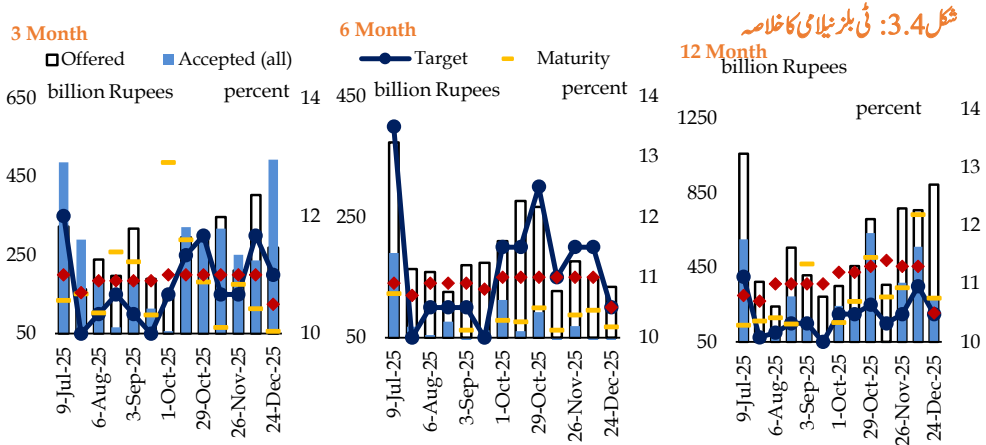 شکل3.4: ٹی بلز نیلامی کا خلاصہ
3 Month
Offered Accepted (all)
billion Rupees percent
650 14
450 12
250
50 10
9-Jul-25 6-Aug-25 3-Sep-25 1-Oct-25 29-Oct-25 26-Nov-25 24-Dec-25
6 Month
Target Maturity
billion Rupees percent
450 14
13
250 12
11
50 10
9-Jul-25 6-Aug-25 3-Sep-25 1-Oct-25 29-Oct-25 26-Nov-25 24-Dec-25
12 Month
billion Rupees
percent
1250 14
13
850 12
450 11
50 10
9-Jul-25 6-Aug-25 3-Sep-25 1-Oct-25 29-Oct-25 26-Nov-25 24-Dec-25